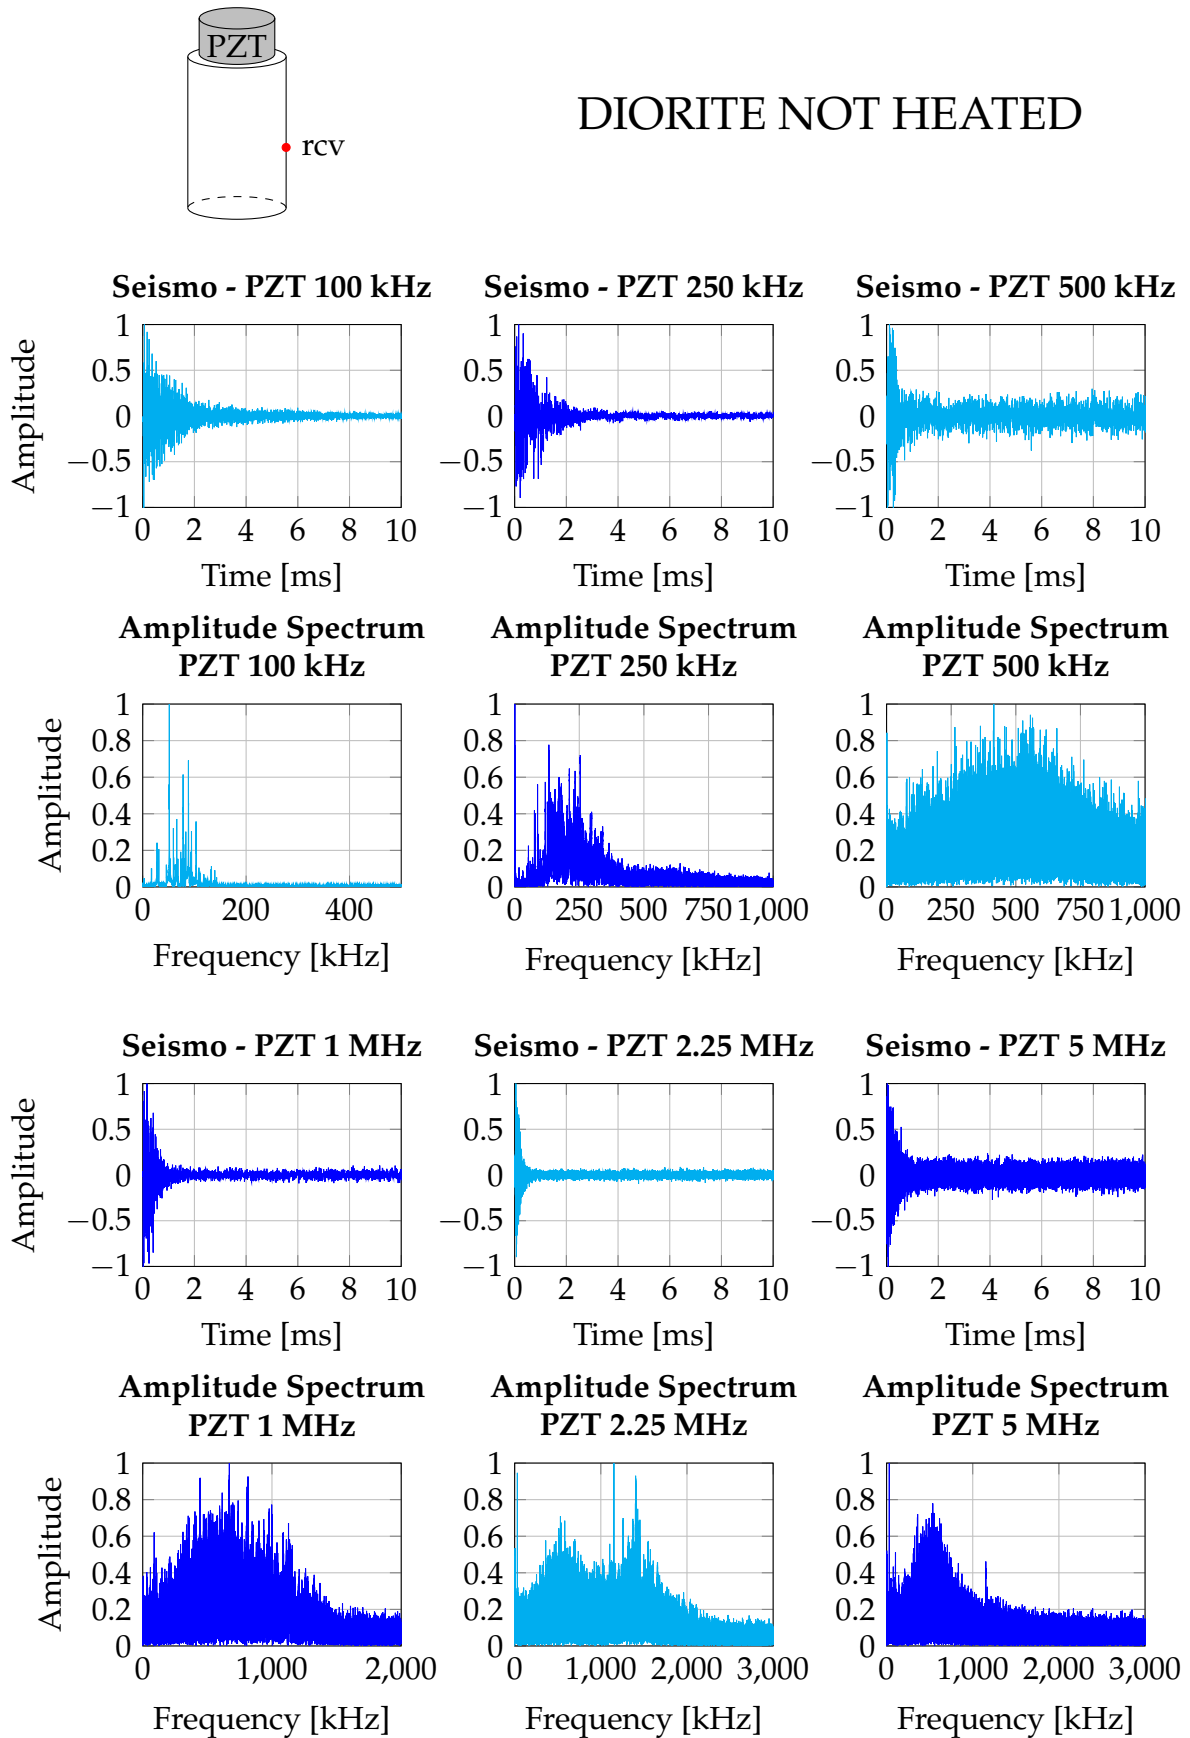 PZT
DIORITE NOT HEATED
rcv
Seismo - PZT 100 kHz Seismo - PZT 250 kHz Seismo - PZT 500 kHz
Amplitude
1 1 1
0.5 0.5 0.5
0 0 0
−0.5 −0.5 −0.5
−1 −1 −1
0 2 4 6 8 10 0 2 4 6 8 10 0 2 4 6 8 10
Time [ms] Time [ms] Time [ms]
Amplitude Spectrum Amplitude Spectrum Amplitude Spectrum
PZT 100 kHz PZT 250 kHz PZT 500 kHz
Amplitude
1 1 1
0.8 0.8 0.8
0.6 0.6 0.6
0.4 0.4 0.4
0.2 0.2 0.2
0 0 0
0 200 400 0 250 500 750 1,000 0 250 500 750 1,000
Frequency [kHz] Frequency [kHz] Frequency [kHz]
Seismo - PZT 1 MHz Seismo - PZT 2.25 MHz Seismo - PZT 5 MHz
Amplitude
1 1 1
0.5 0.5 0.5
0 0 0
−0.5 −0.5 −0.5
−1 −1 −1
0 2 4 6 8 10 0 2 4 6 8 10 0 2 4 6 8 10
Time [ms] Time [ms] Time [ms]
Amplitude Spectrum Amplitude Spectrum Amplitude Spectrum
PZT 1 MHz PZT 2.25 MHz PZT 5 MHz
Amplitude
1 1 1
0.8 0.8 0.8
0.6 0.6 0.6
0.4 0.4 0.4
0.2 0.2 0.2
0 0 0
0 1,000 2,000 0 1,000 2,000 3,000 0 1,000 2,000 3,000
Frequency [kHz] Frequency [kHz] Frequency [kHz]